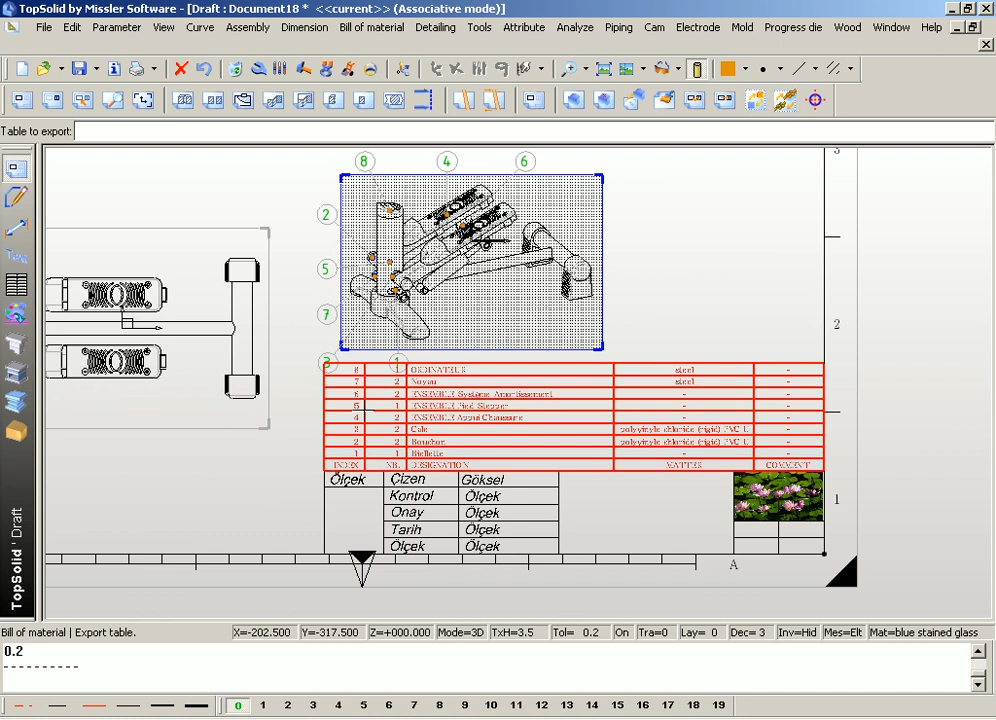 TopSolid by Missler Software - [Draft : Document18 *  <<current>> (Associative mode)]
File Edit Parameter View Curve Assembly Dimension Bill of material Detailing Tools Attribute Analyze Piping Cam Electrode Mold Progress die Wood Window Help
Table to export:
3
8 4 6
2
5
2
7
3 1
8 1 ORDINATEUR steel -
7 2 Noyau steel -
6 2 ENSEMBLE Systeme Amortissement - -
5 1 ENSEMBLE Pied Stepper - -
4 2 ENSEMBLE Appui Chaussure - -
3 2 Cale polyvinyle chloride (rigid) PVC U -
2 2 Bouchon polyvinyle chloride (rigid) PVC U -
1 1 Biellette - -
INDEX NB. DESIGNATION MATTER COMMENT
Ölçek Çizen Göksel
Kontrol Ölçek
1
Onay Ölçek
Tarih Ölçek
Ölçek Ölçek
A
TopSolid'Draft
Bill of material | Export table. X=-202.500 Y=-317.500 Z=+000.000 Mode=3D TxH=3.5 Tol= 0.2 On Tra=0 Lay= 0 Dec= 3 Inv=Hid Mes=Elt Mat=blue stained glass
0.2
----------
0 1 2 3 4 5 6 7 8 9 10 11 12 13 14 15 16 17 18 19